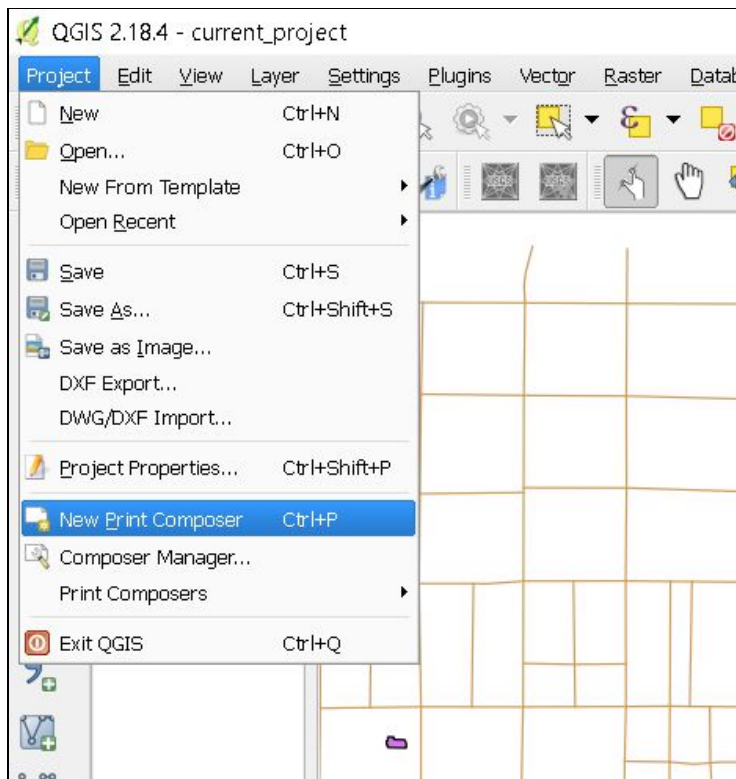 QGIS 2.18.4 - current_project
Project Edit View Layer Settings Plugins Vector Raster
New Ctrl+N
Open... Ctrl+O
New From Template
Open Recent
Save Ctrl+S
Save As... Ctrl+Shift+S
Save as Image...
DXF Export...
DWG/DXF Import...
Project Properties... Ctrl+Shift+P
New Print Composer Ctrl+P
Composer Manager...
Print Composers
Exit QGIS Ctrl+Q